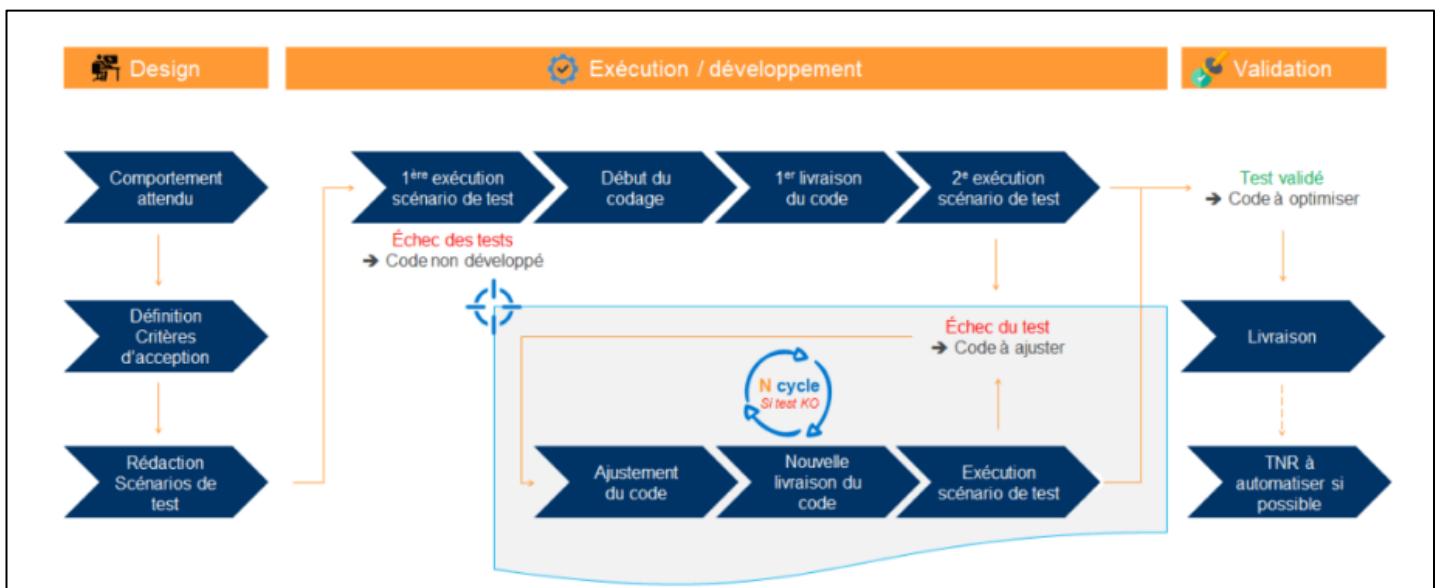 Design
Exécution / développement
Validation
Comportement
attendu
1ère exécution
scénario de test
Début du
codage
1er livraison
du code
2e exécution
scénario de test
Test validé
➔ Code à optimiser
Échec des tests
➔ Code non développé
Définition
Critères
d'acception
Échec du test
➔ Code à ajuster
Livraison
N cycle
Si test KO
Rédaction
Scénarios de
test
Ajustement
du code
Nouvelle
livraison du
code
Exécution
scénario de test
TNR à
automatiser si
possible